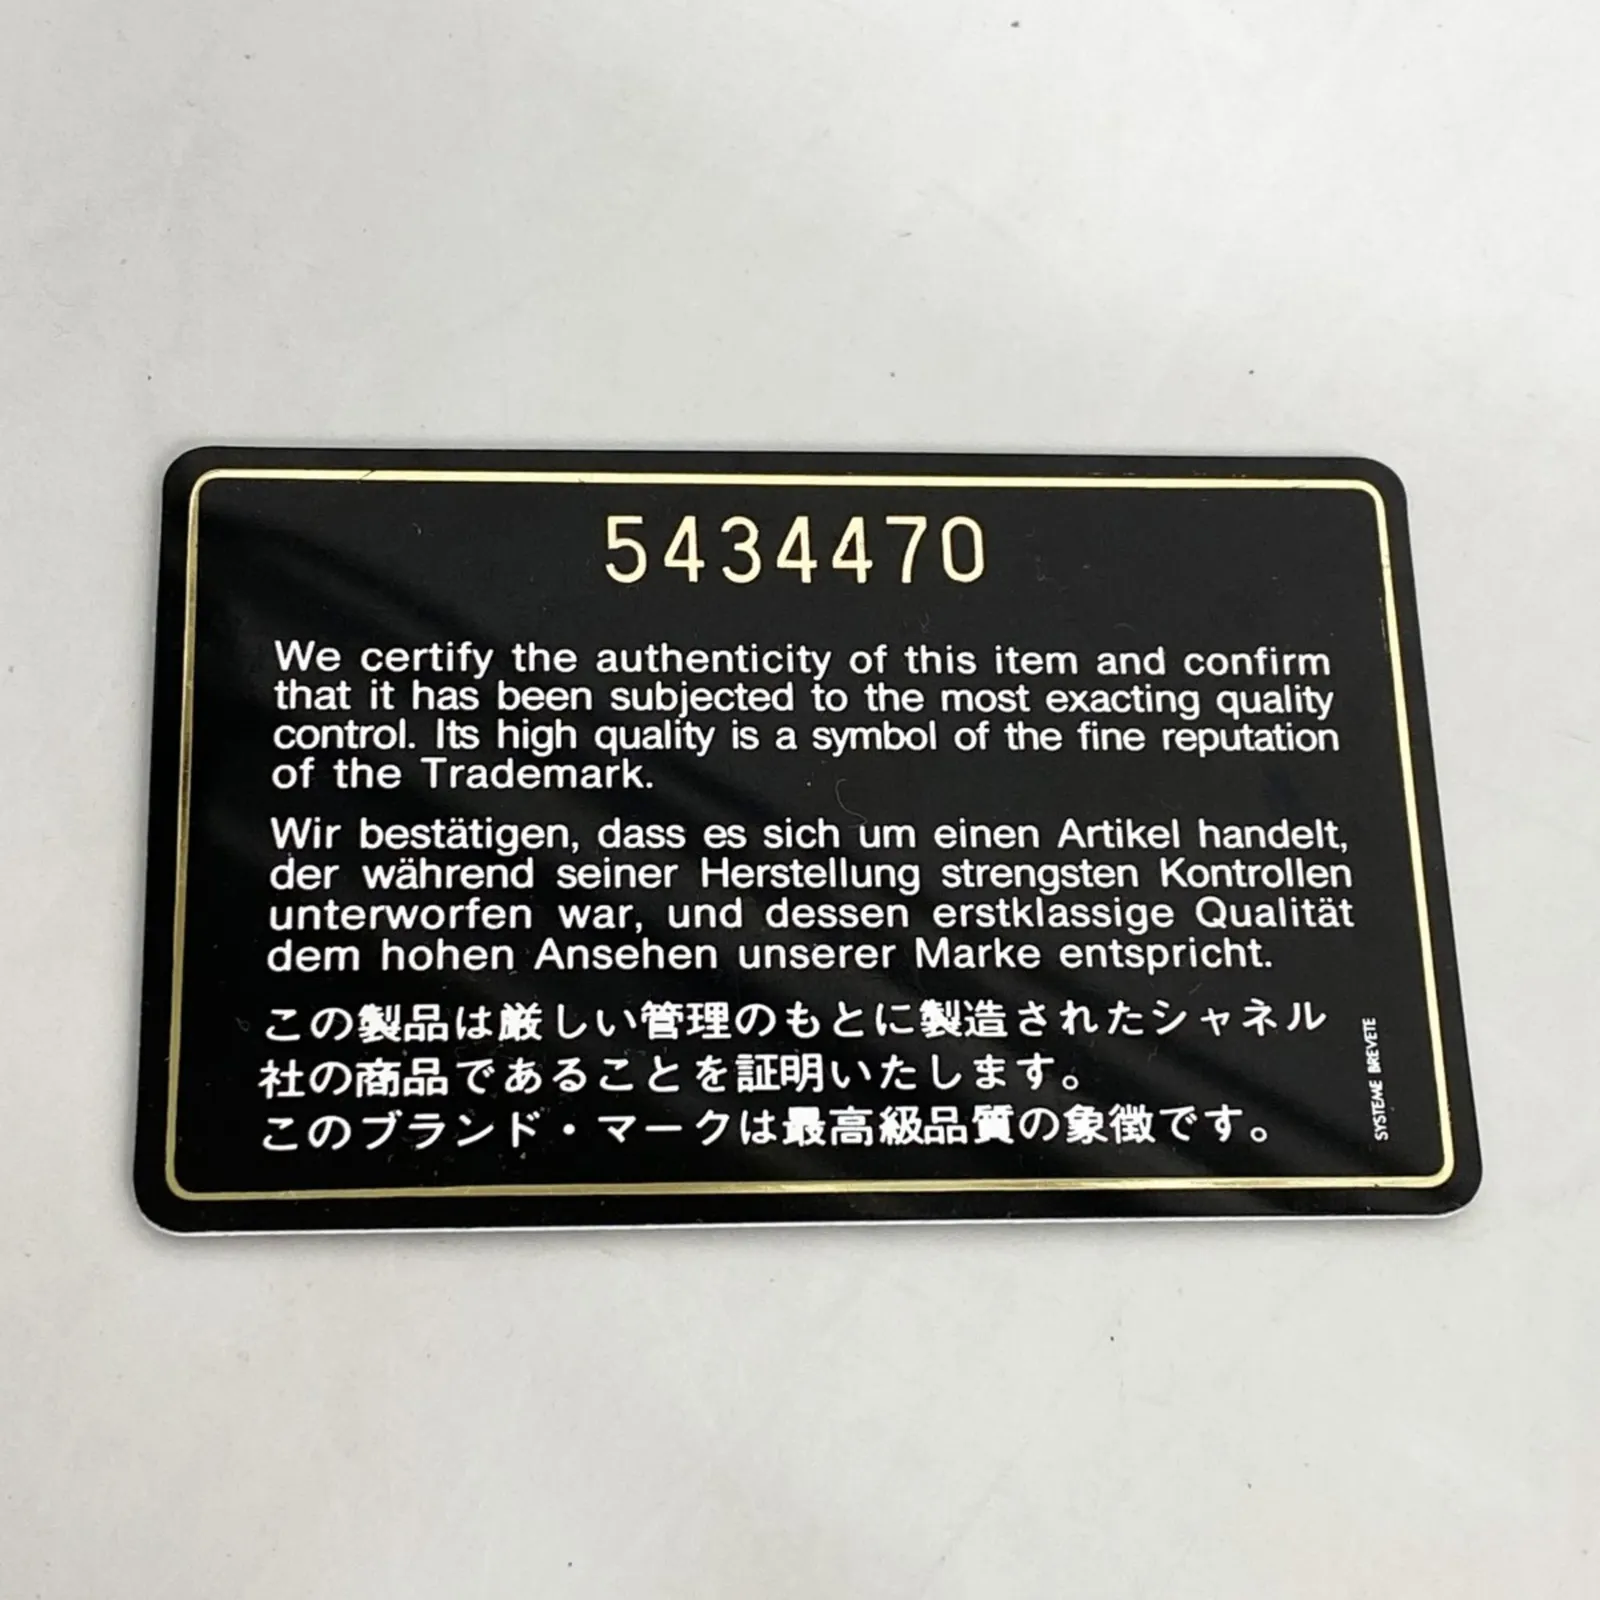 5434470
We certify the authenticity of this item and confirm
that it has been subjected to the most exacting quality
control. Its high quality is a symbol of the fine reputation
of the Trademark.
Wir bestätigen, dass es sich um einen Artikel handelt,
der während seiner Herstellung strengsten Kontrollen
unterworfen war, und dessen erstklassige Qualität
dem hohen Ansehen unserer Marke entspricht.
この製品は厳しい管理のもとに製造されたシャネル
社の商品であることを証明いたします。
このブランド・マークは最高級品質の象徴です。
SYSTEME BREVETE